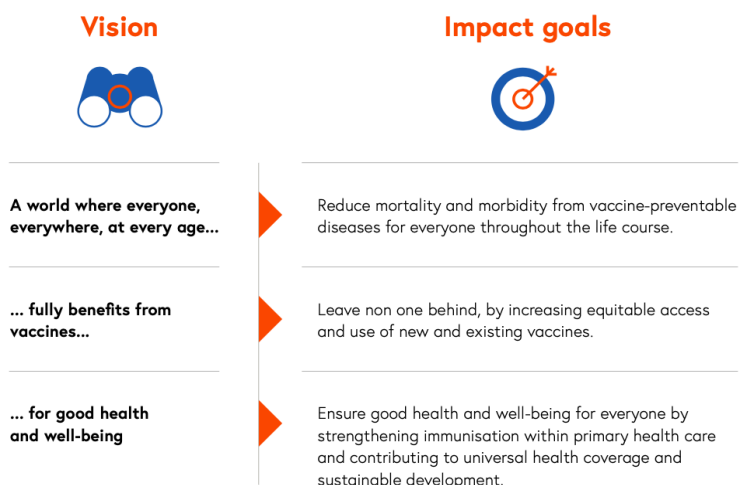 Vision
Impact goals
A world where everyone,
everywhere, at every age...
Reduce mortality and morbidity from vaccine-preventable
diseases for everyone throughout the life course.
... fully benefits from
vaccines...
Leave non one behind, by increasing equitable access
and use of new and existing vaccines.
... for good health
and well-being
Ensure good health and well-being for everyone by
strengthening immunisation within primary health care
and contributing to universal health coverage and
sustainable development.